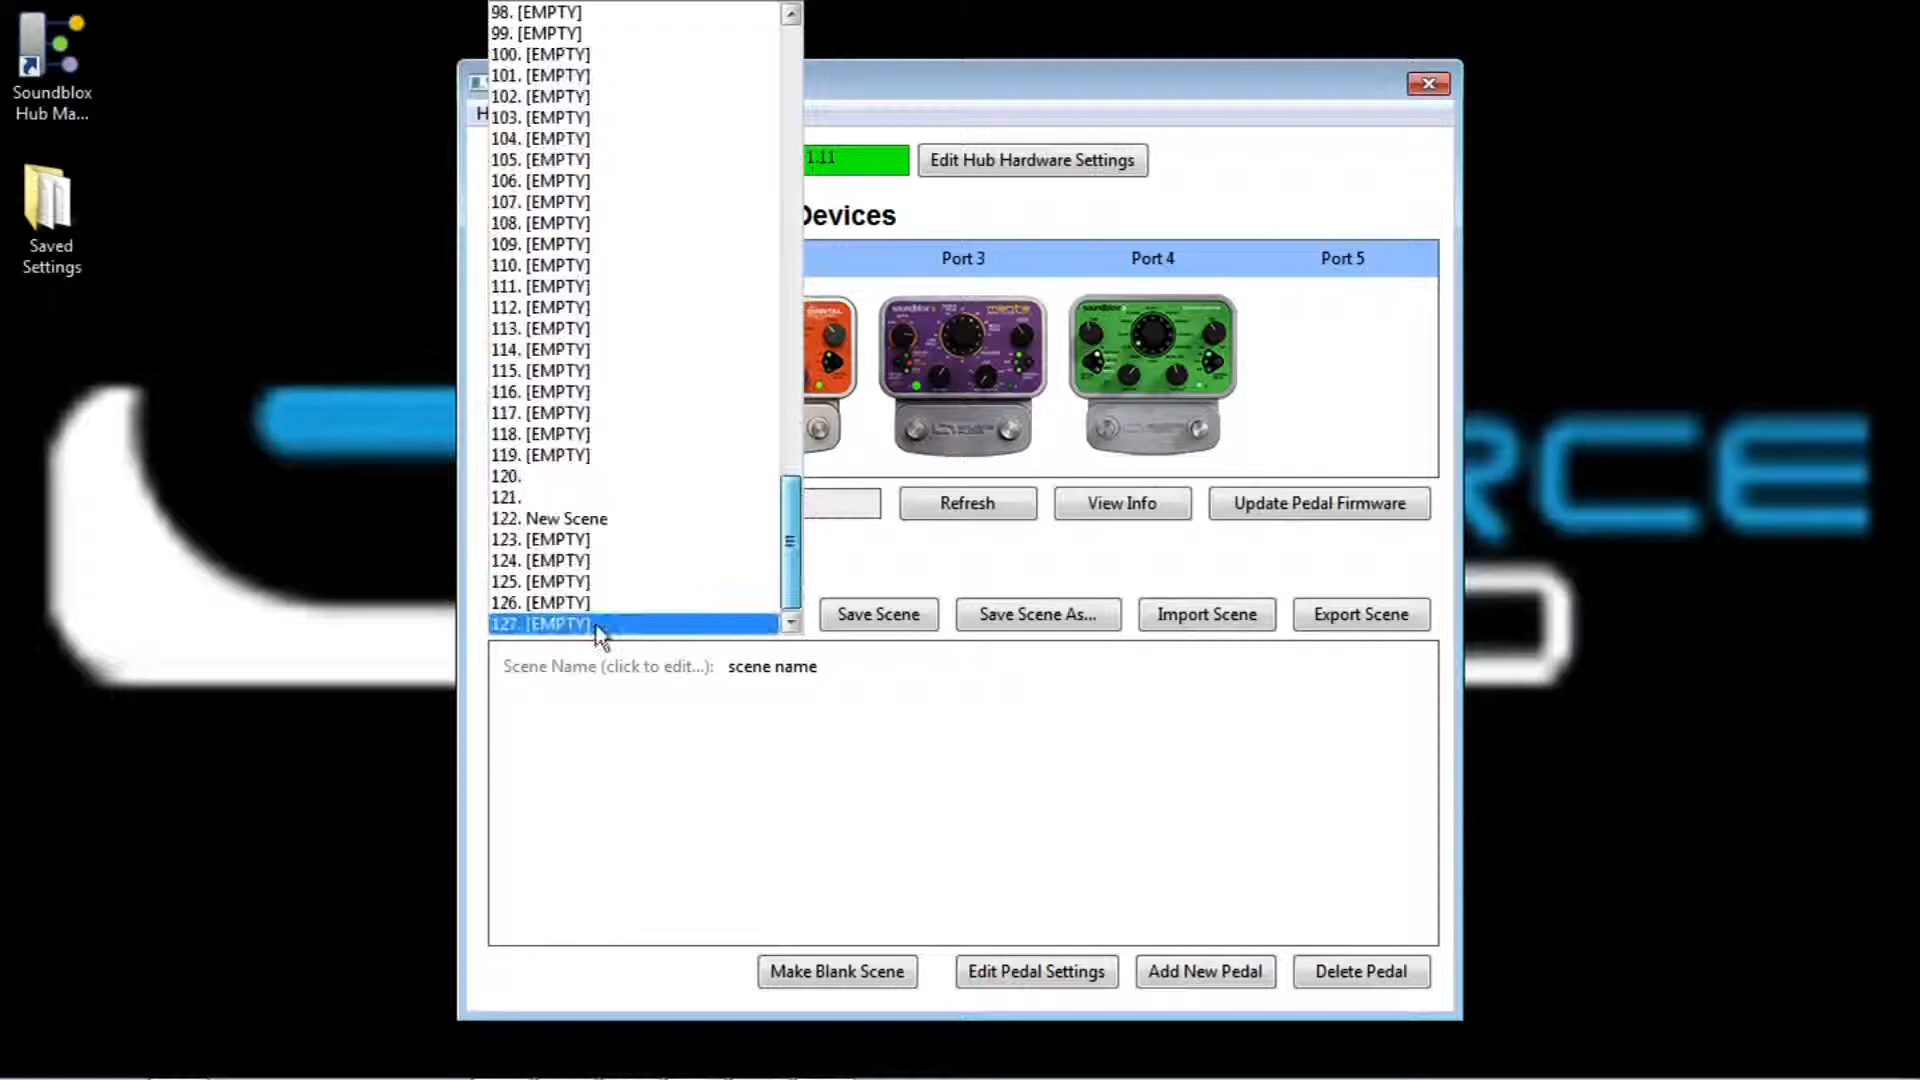 98. [EMPTY]
99. [EMPTY]
100. [EMPTY]
101. [EMPTY]
102. [EMPTY]
103. [EMPTY]
104. [EMPTY]
105. [EMPTY]
106. [EMPTY]
107. [EMPTY]
108. [EMPTY]
109. [EMPTY]
110. [EMPTY]
111. [EMPTY]
112. [EMPTY]
113. [EMPTY]
114. [EMPTY]
115. [EMPTY]
116. [EMPTY]
117. [EMPTY]
118. [EMPTY]
119. [EMPTY]
120.
121.
122. New Scene
123. [EMPTY]
124. [EMPTY]
125. [EMPTY]
126. [EMPTY]
127. [EMPTY]
Soundblox
Hub Ma...
Saved
Settings
H
1.11
Edit Hub Hardware Settings
Devices
Port 3
Port 4
Port 5
soundblox
manta
soundblox
Refresh
View Info
Update Pedal Firmware
Save Scene
Save Scene As...
Import Scene
Export Scene
Scene Name (click to edit...): scene name
Make Blank Scene
Edit Pedal Settings
Add New Pedal
Delete Pedal
RCE